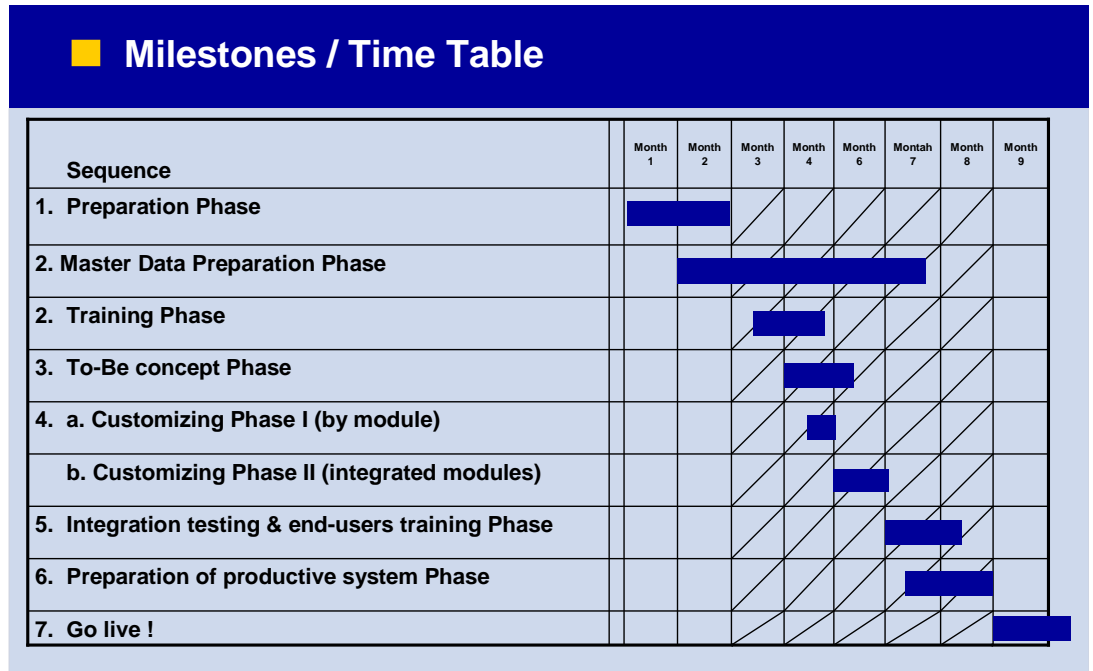 Milestones / Time Table
Sequence
Month 1
Month 2
Month 3
Month 4
Month 6
Montah 7
Month 8
Month 9
1. Preparation Phase
2. Master Data Preparation Phase
2. Training Phase
3. To-Be concept Phase
4. a. Customizing Phase I (by module)
b. Customizing Phase II (integrated modules)
5. Integration testing & end-users training Phase
6. Preparation of productive system Phase
7. Go live !